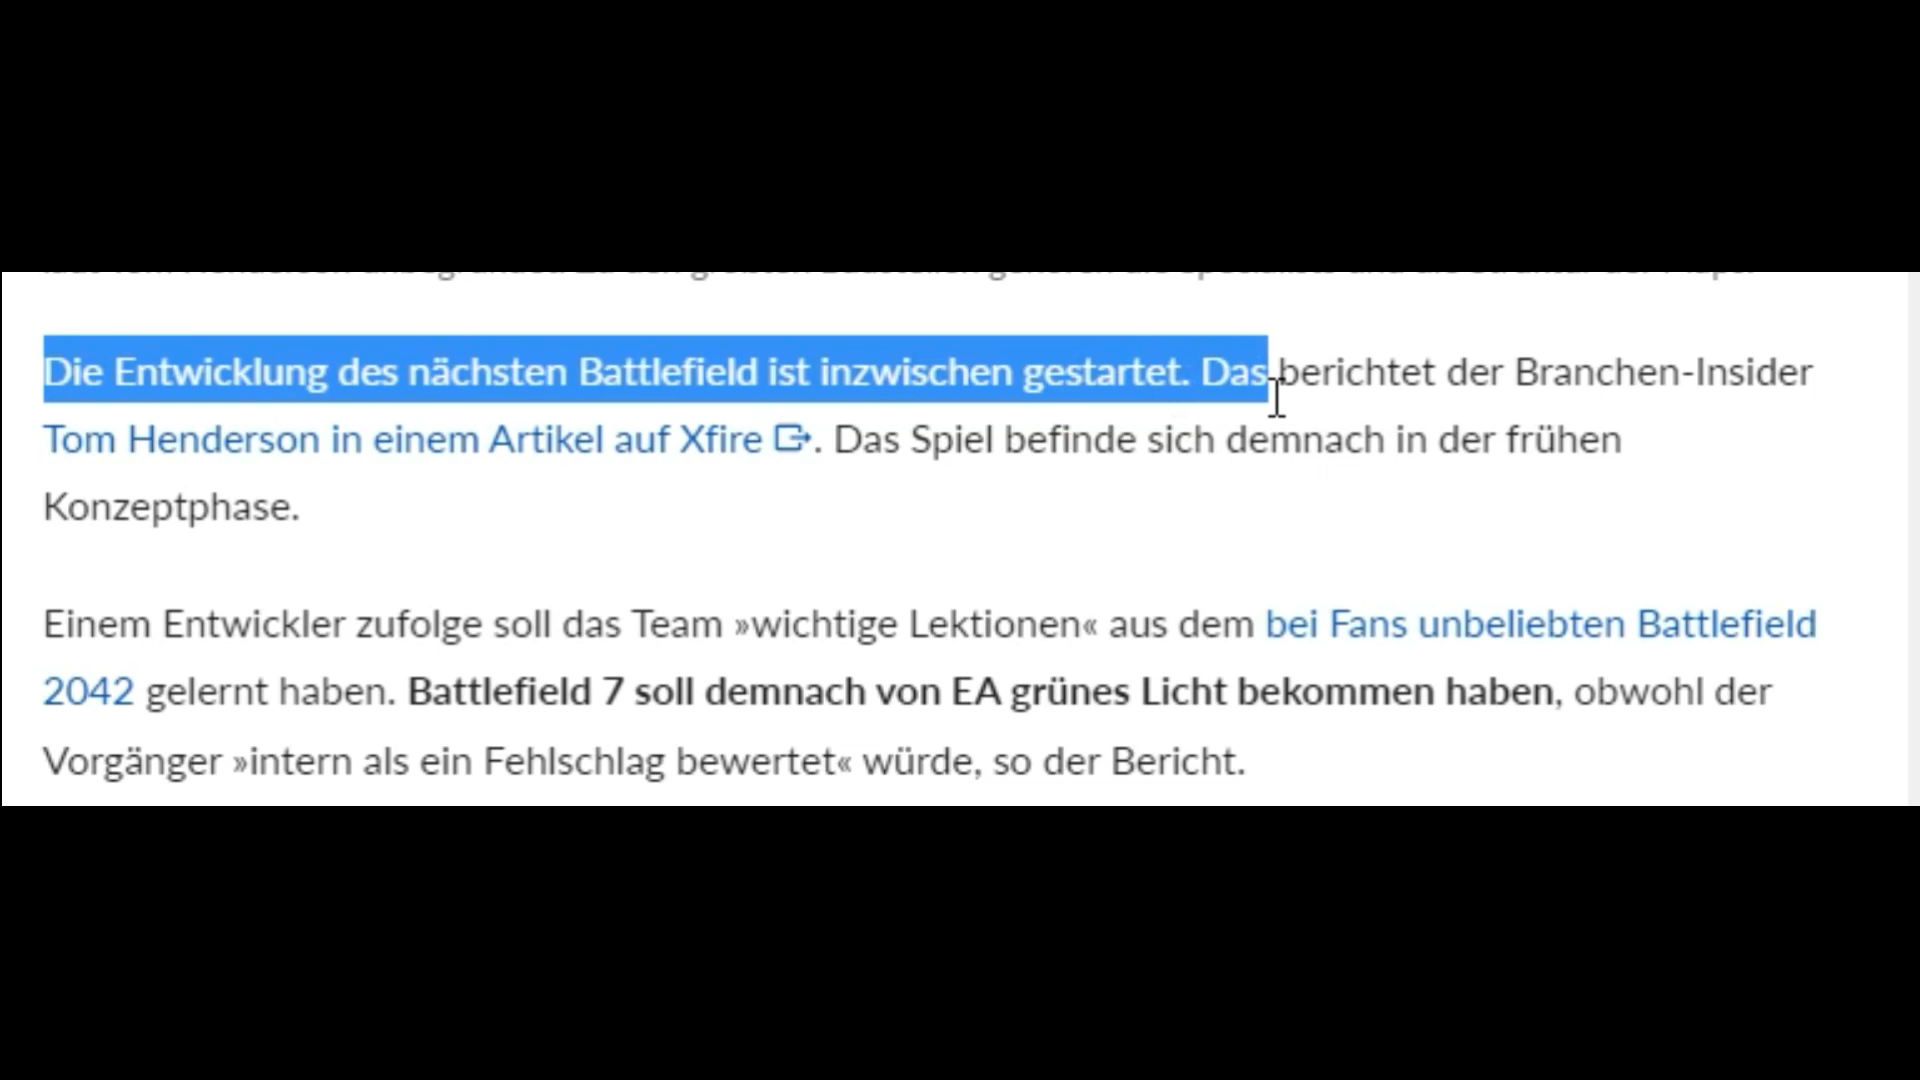 Die Entwicklung des nächsten Battlefield ist inzwischen gestartet. Das berichtet der Branchen-Insider
Tom Henderson in einem Artikel auf Xfire. Das Spiel befinde sich demnach in der frühen
Konzeptphase.
Einem Entwickler zufolge soll das Team »wichtige Lektionen« aus dem bei Fans unbeliebten Battlefield
2042 gelernt haben. Battlefield 7 soll demnach von EA grünes Licht bekommen haben, obwohl der
Vorgänger »intern als ein Fehlschlag bewertet« würde, so der Bericht.